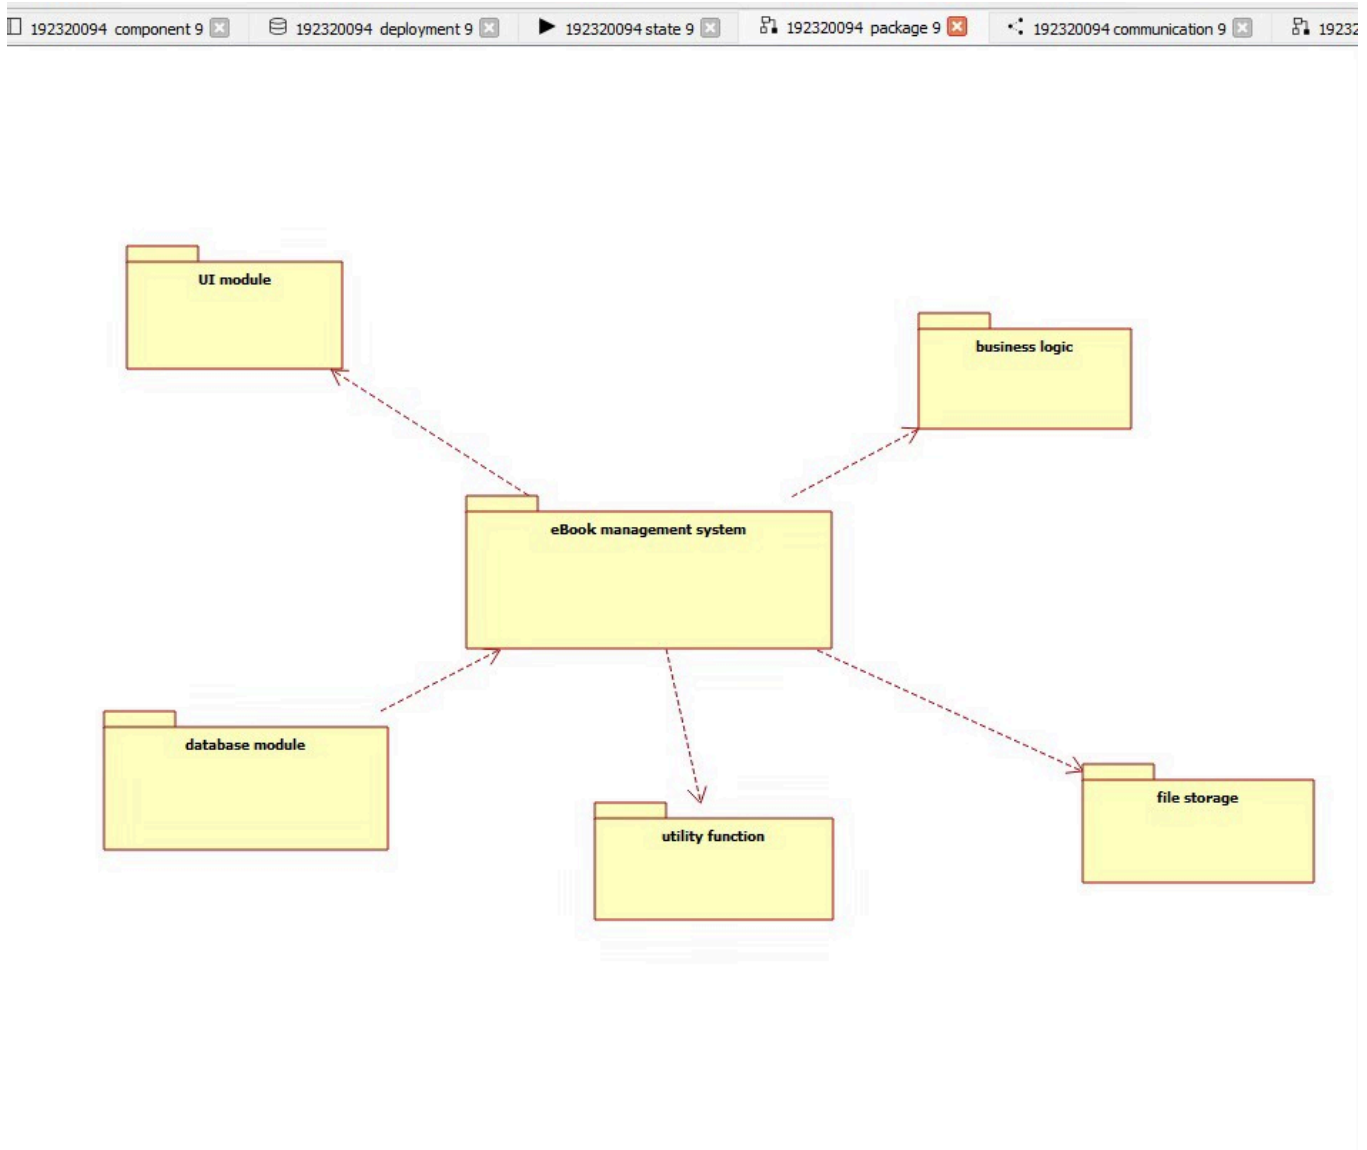 192320094 component 9
192320094 deployment 9
192320094 state 9
192320094 package 9
192320094 communication 9
UI module
business logic
eBook management system
database module
file storage
utility function